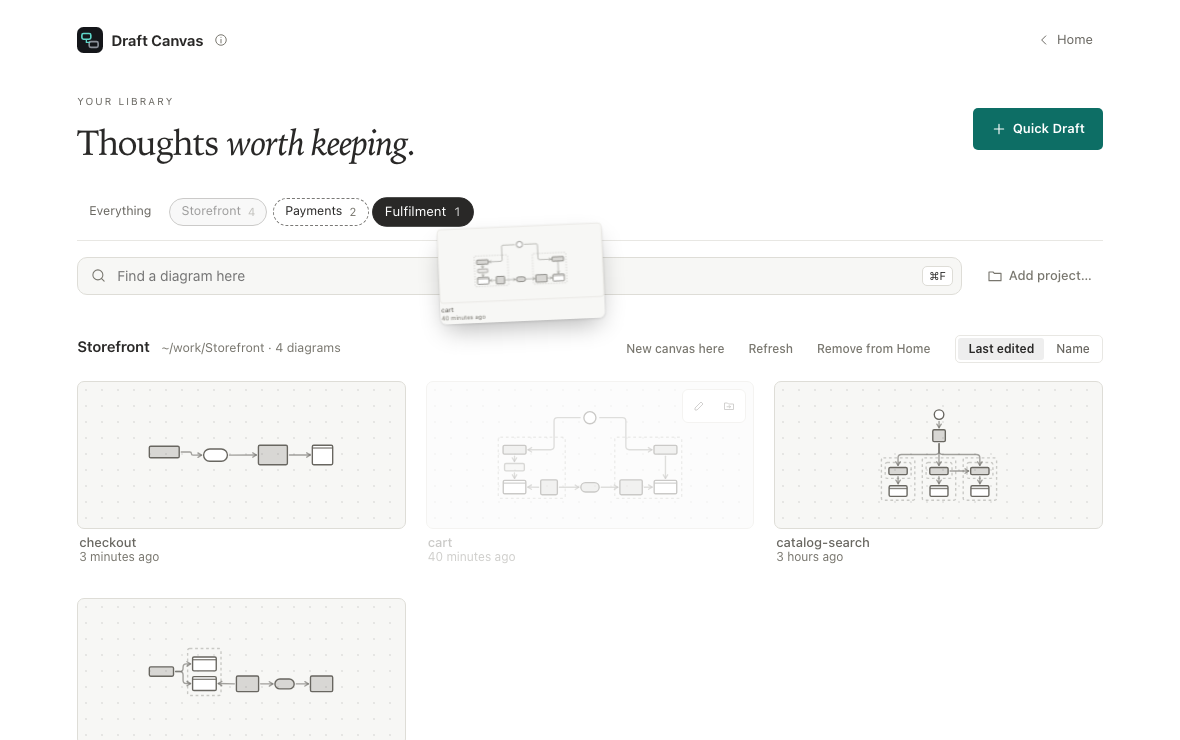 Draft Canvas
Home
YOUR LIBRARY
Thoughts worth keeping.
Quick Draft
Everything
Storefront 4
Payments 2
Fulfilment 1
Find a diagram here
⌘F
Add project...
cart
40 minutes ago
Storefront
~/work/Storefront · 4 diagrams
New canvas here
Refresh
Remove from Home
Last edited
Name
checkout
3 minutes ago
cart
40 minutes ago
catalog-search
3 hours ago